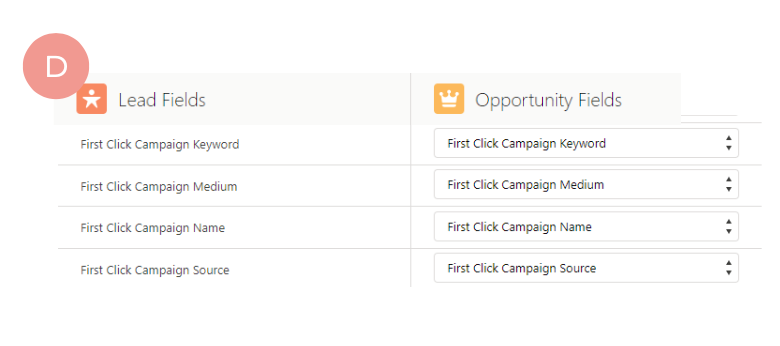 D
Lead Fields
Opportunity Fields
First Click Campaign Keyword
First Click Campaign Keyword
First Click Campaign Medium
First Click Campaign Medium
First Click Campaign Name
First Click Campaign Name
First Click Campaign Source
First Click Campaign Source